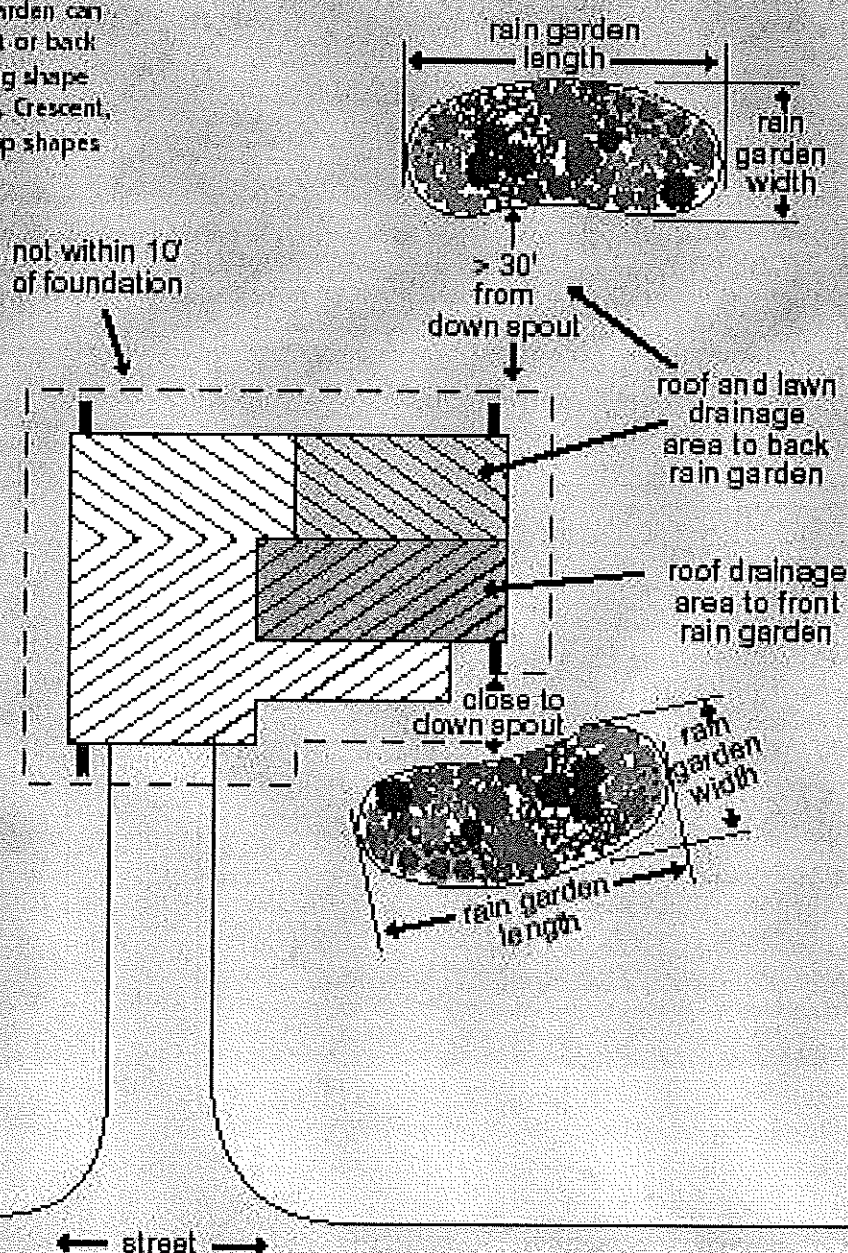 arden can
t or back
g shape
, Crescent,
p shapes
rain garden
length
rain
garden
width
not within 10'
of foundation
> 30'
from
down spout
roof and lawn
drainage
area to back
rain garden
roof drainage
area to front
rain garden
close to
down spout
rain
garden
width
rain garden
length
street